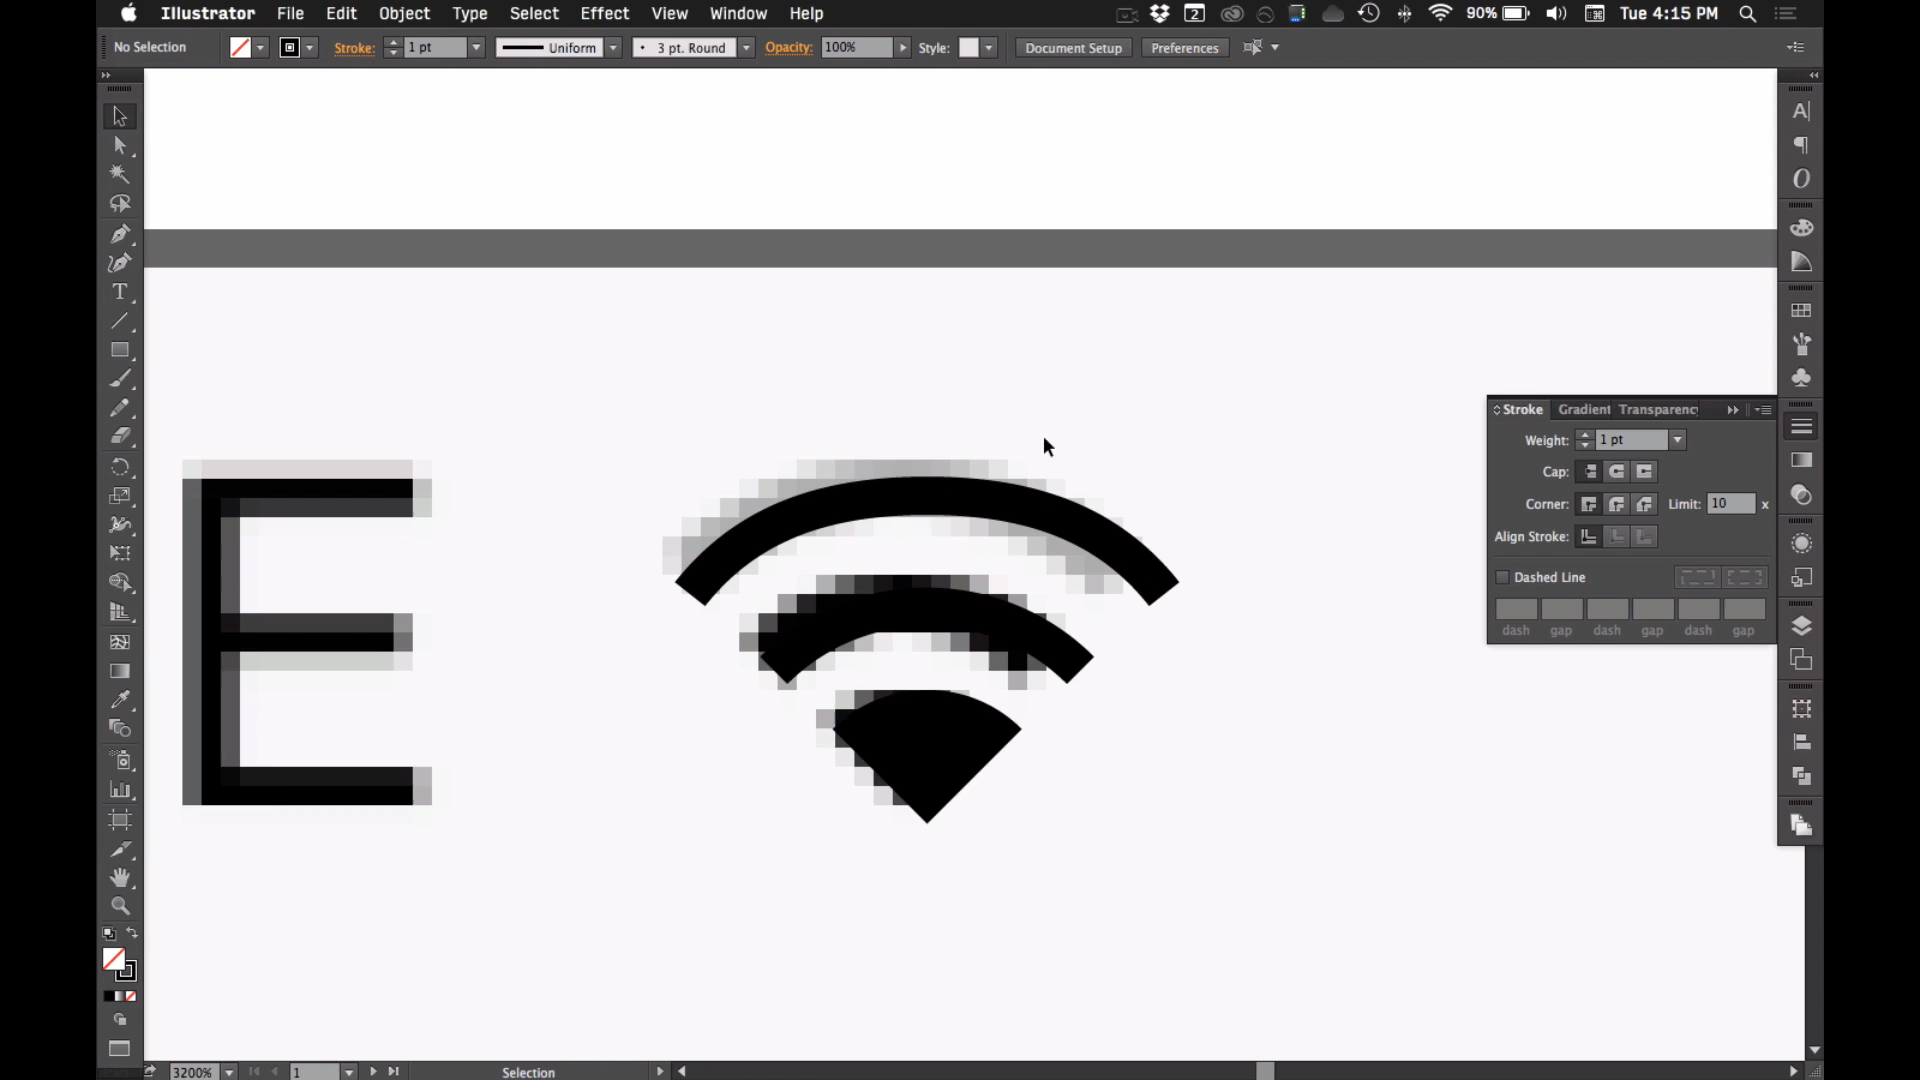 Illustrator File Edit Object Type Select Effect View Window Help 2 90% Tue 4:15 PM
No Selection Stroke: 1 pt Uniform 3 pt. Round Opacity: 100% Style: Document Setup Preferences
E
Stroke Gradient Transparency
Weight: 1 pt
Cap:
Corner: Limit: 10 x
Align Stroke:
Dashed Line
dash gap dash gap dash gap
3200% 1 Selection